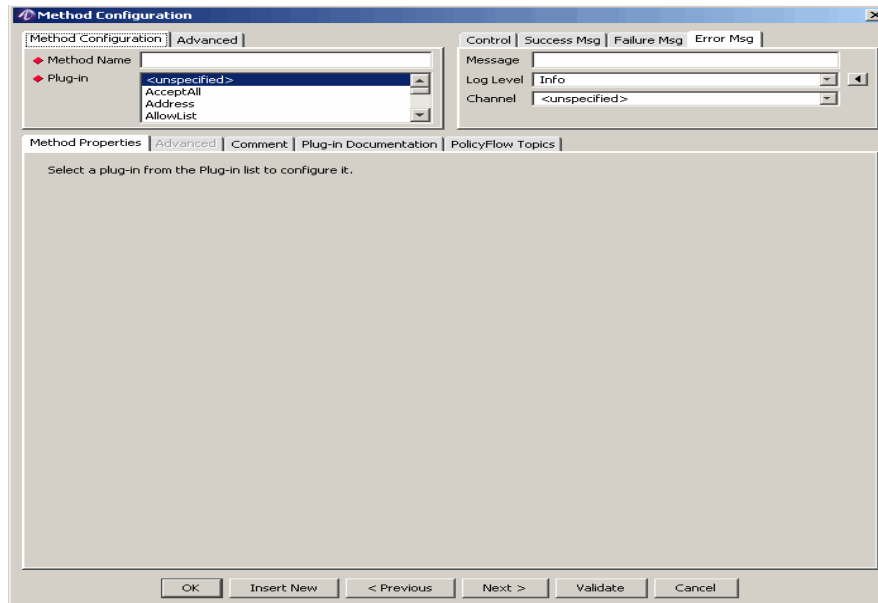 Method Configuration
Method Configuration Advanced
Method Name
Plug-in
<unspecified>
AcceptAll
Address
AllowList
Control Success Msg Failure Msg Error Msg
Message
Log Level Info
Channel <unspecified>
Method Properties Advanced Comment Plug-in Documentation PolicyFlow Topics
Select a plug-in from the Plug-in list to configure it.
OK Insert New < Previous Next > Validate Cancel